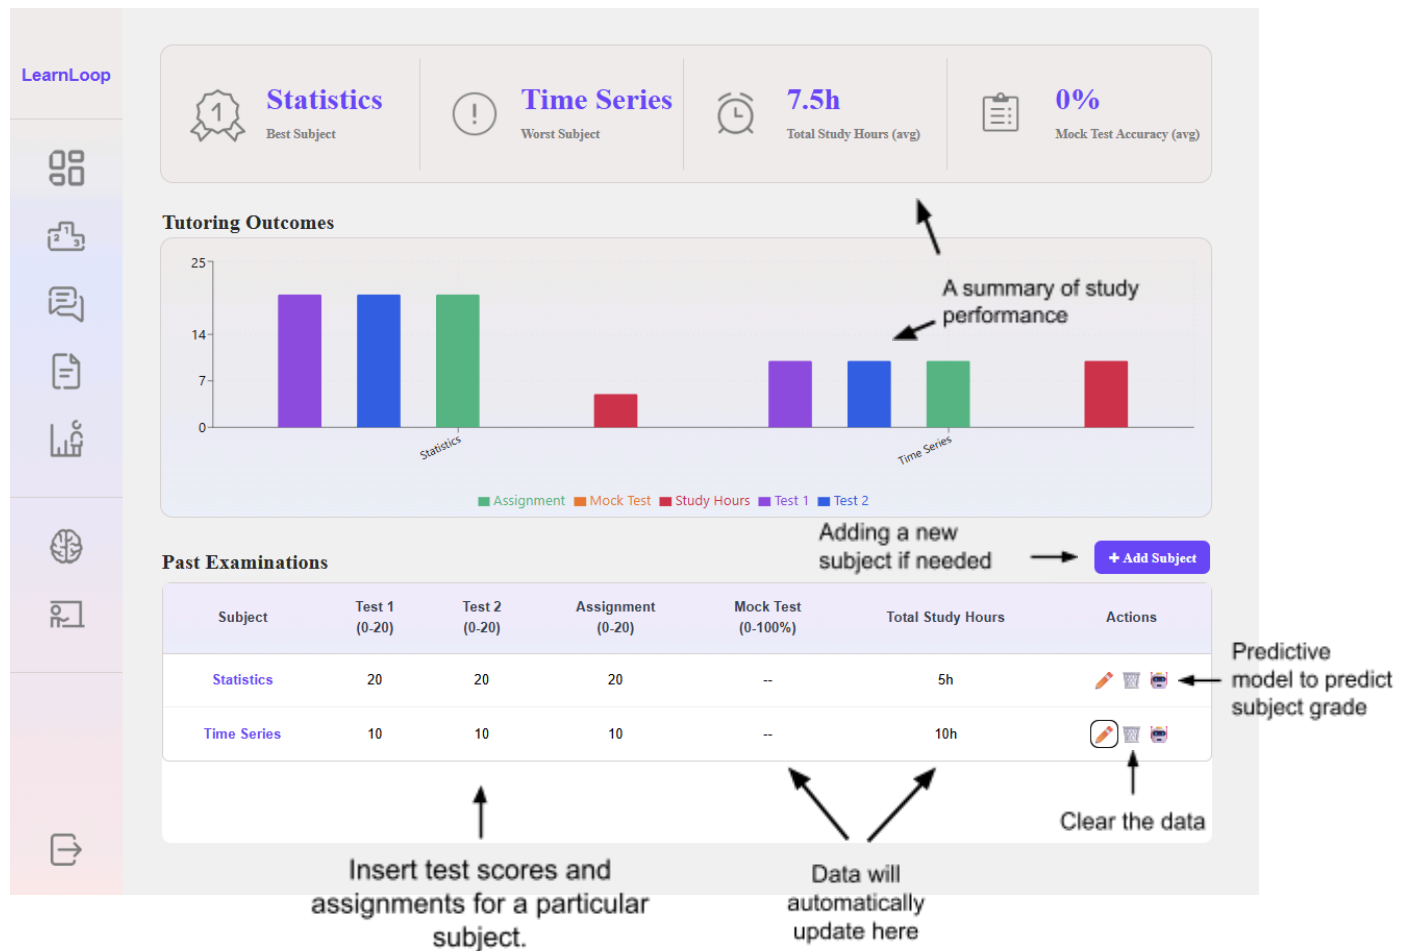 LearnLoop
Statistics
Best Subject
Time Series
Worst Subject
7.5h
Total Study Hours (avg)
0%
Mock Test Accuracy (avg)
Tutoring Outcomes
25
14
7
0
Statistics
Time Series
Assignment Mock Test Study Hours Test 1 Test 2
A summary of study
performance
Adding a new
subject if needed
Past Examinations
+ Add Subject
Subject Test 1 (0-20) Test 2 (0-20) Assignment (0-20) Mock Test (0-100%) Total Study Hours Actions
Statistics 20 20 20 -- 5h
Time Series 10 10 10 -- 10h
Predictive
model to predict
subject grade
Clear the data
Insert test scores and
assignments for a particular
subject.
Data will
automatically
update here
1
2 1 3